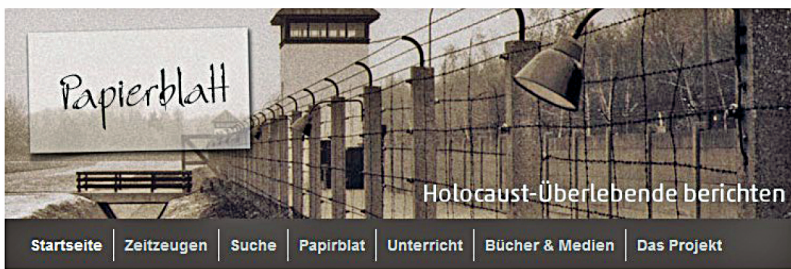 Papierblatt
Holocaust-Überlebende berichten
Startseite Zeitzeugen Suche Papirblat Unterricht Bücher & Medien Das Projekt